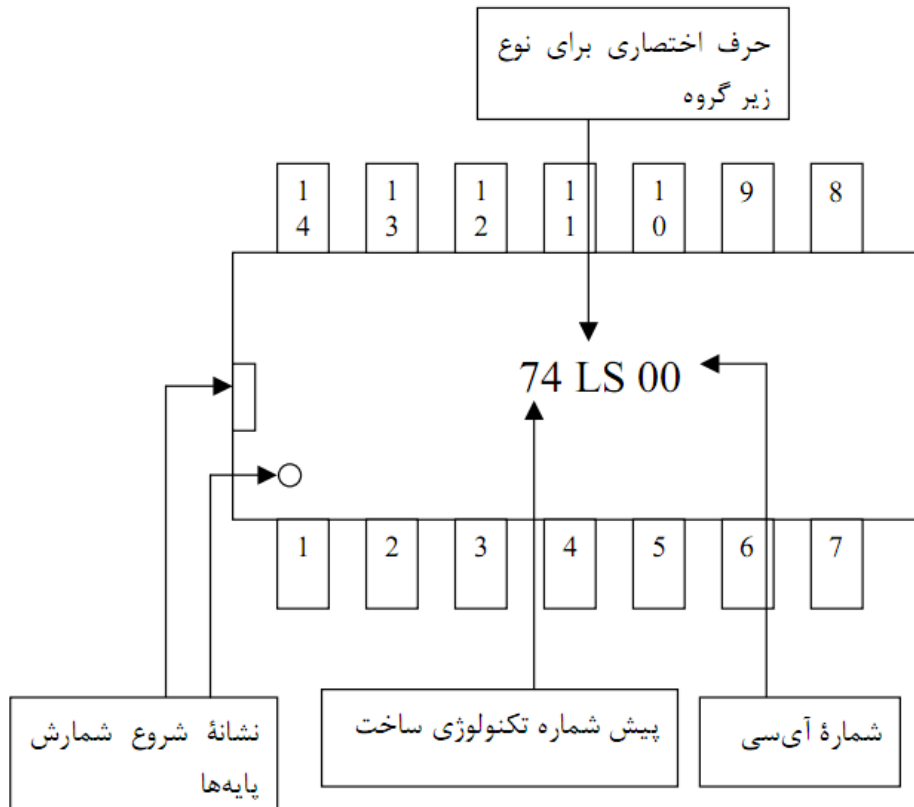 حرف اختصاری برای نوع
زیر گروه
14 13 12 11 10 9 8
74 LS 00
1 2 3 4 5 6 7
نشانهٔ شروع شمارش
پایه‌ها
پیش شماره تکنولوژی ساخت
شمارهٔ آی‌سی